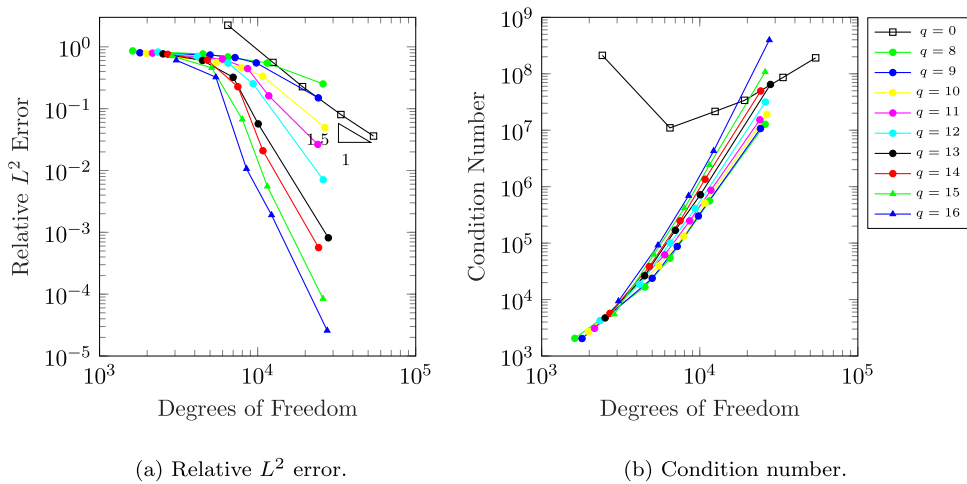 10^0
10^−1
10^−2
10^−3
10^−4
10^−5
10^3
10^4
10^5
Relative L^2 Error
Degrees of Freedom
1.5
1
(a) Relative L^2 error.
10^9
10^8
10^7
10^6
10^5
10^4
10^3
10^3
10^4
10^5
Condition Number
Degrees of Freedom
(b) Condition number.
q = 0
q = 8
q = 9
q = 10
q = 11
q = 12
q = 13
q = 14
q = 15
q = 16